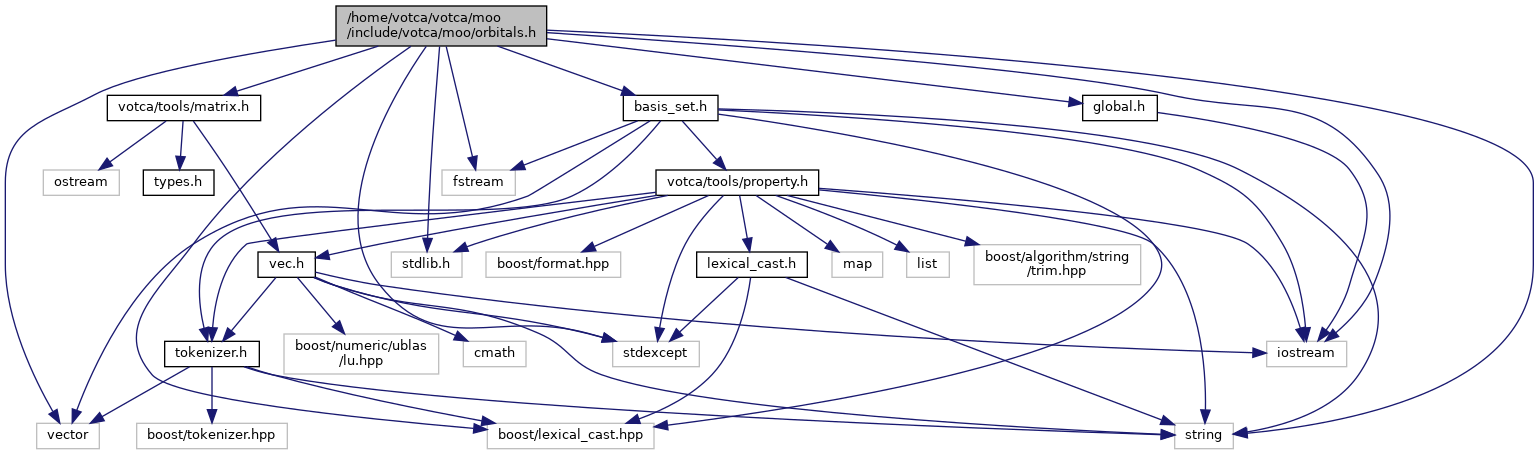 /home/votca/votca/moo
/include/votca/moo/orbitals.h
votca/tools/matrix.h
basis_set.h
global.h
ostream
types.h
fstream
votca/tools/property.h
vec.h
stdlib.h
boost/format.hpp
lexical_cast.h
map
list
boost/algorithm/string
/trim.hpp
tokenizer.h
boost/numeric/ublas
/lu.hpp
cmath
stdexcept
iostream
vector
boost/tokenizer.hpp
boost/lexical_cast.hpp
string